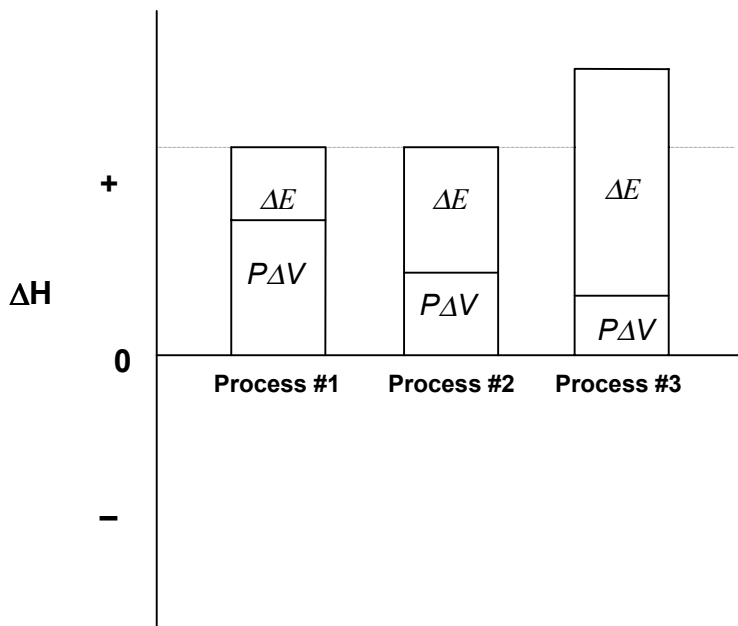 +
ΔE
ΔE
ΔE
PΔV
PΔV
PΔV
ΔH
0
Process #1 Process #2 Process #3
−